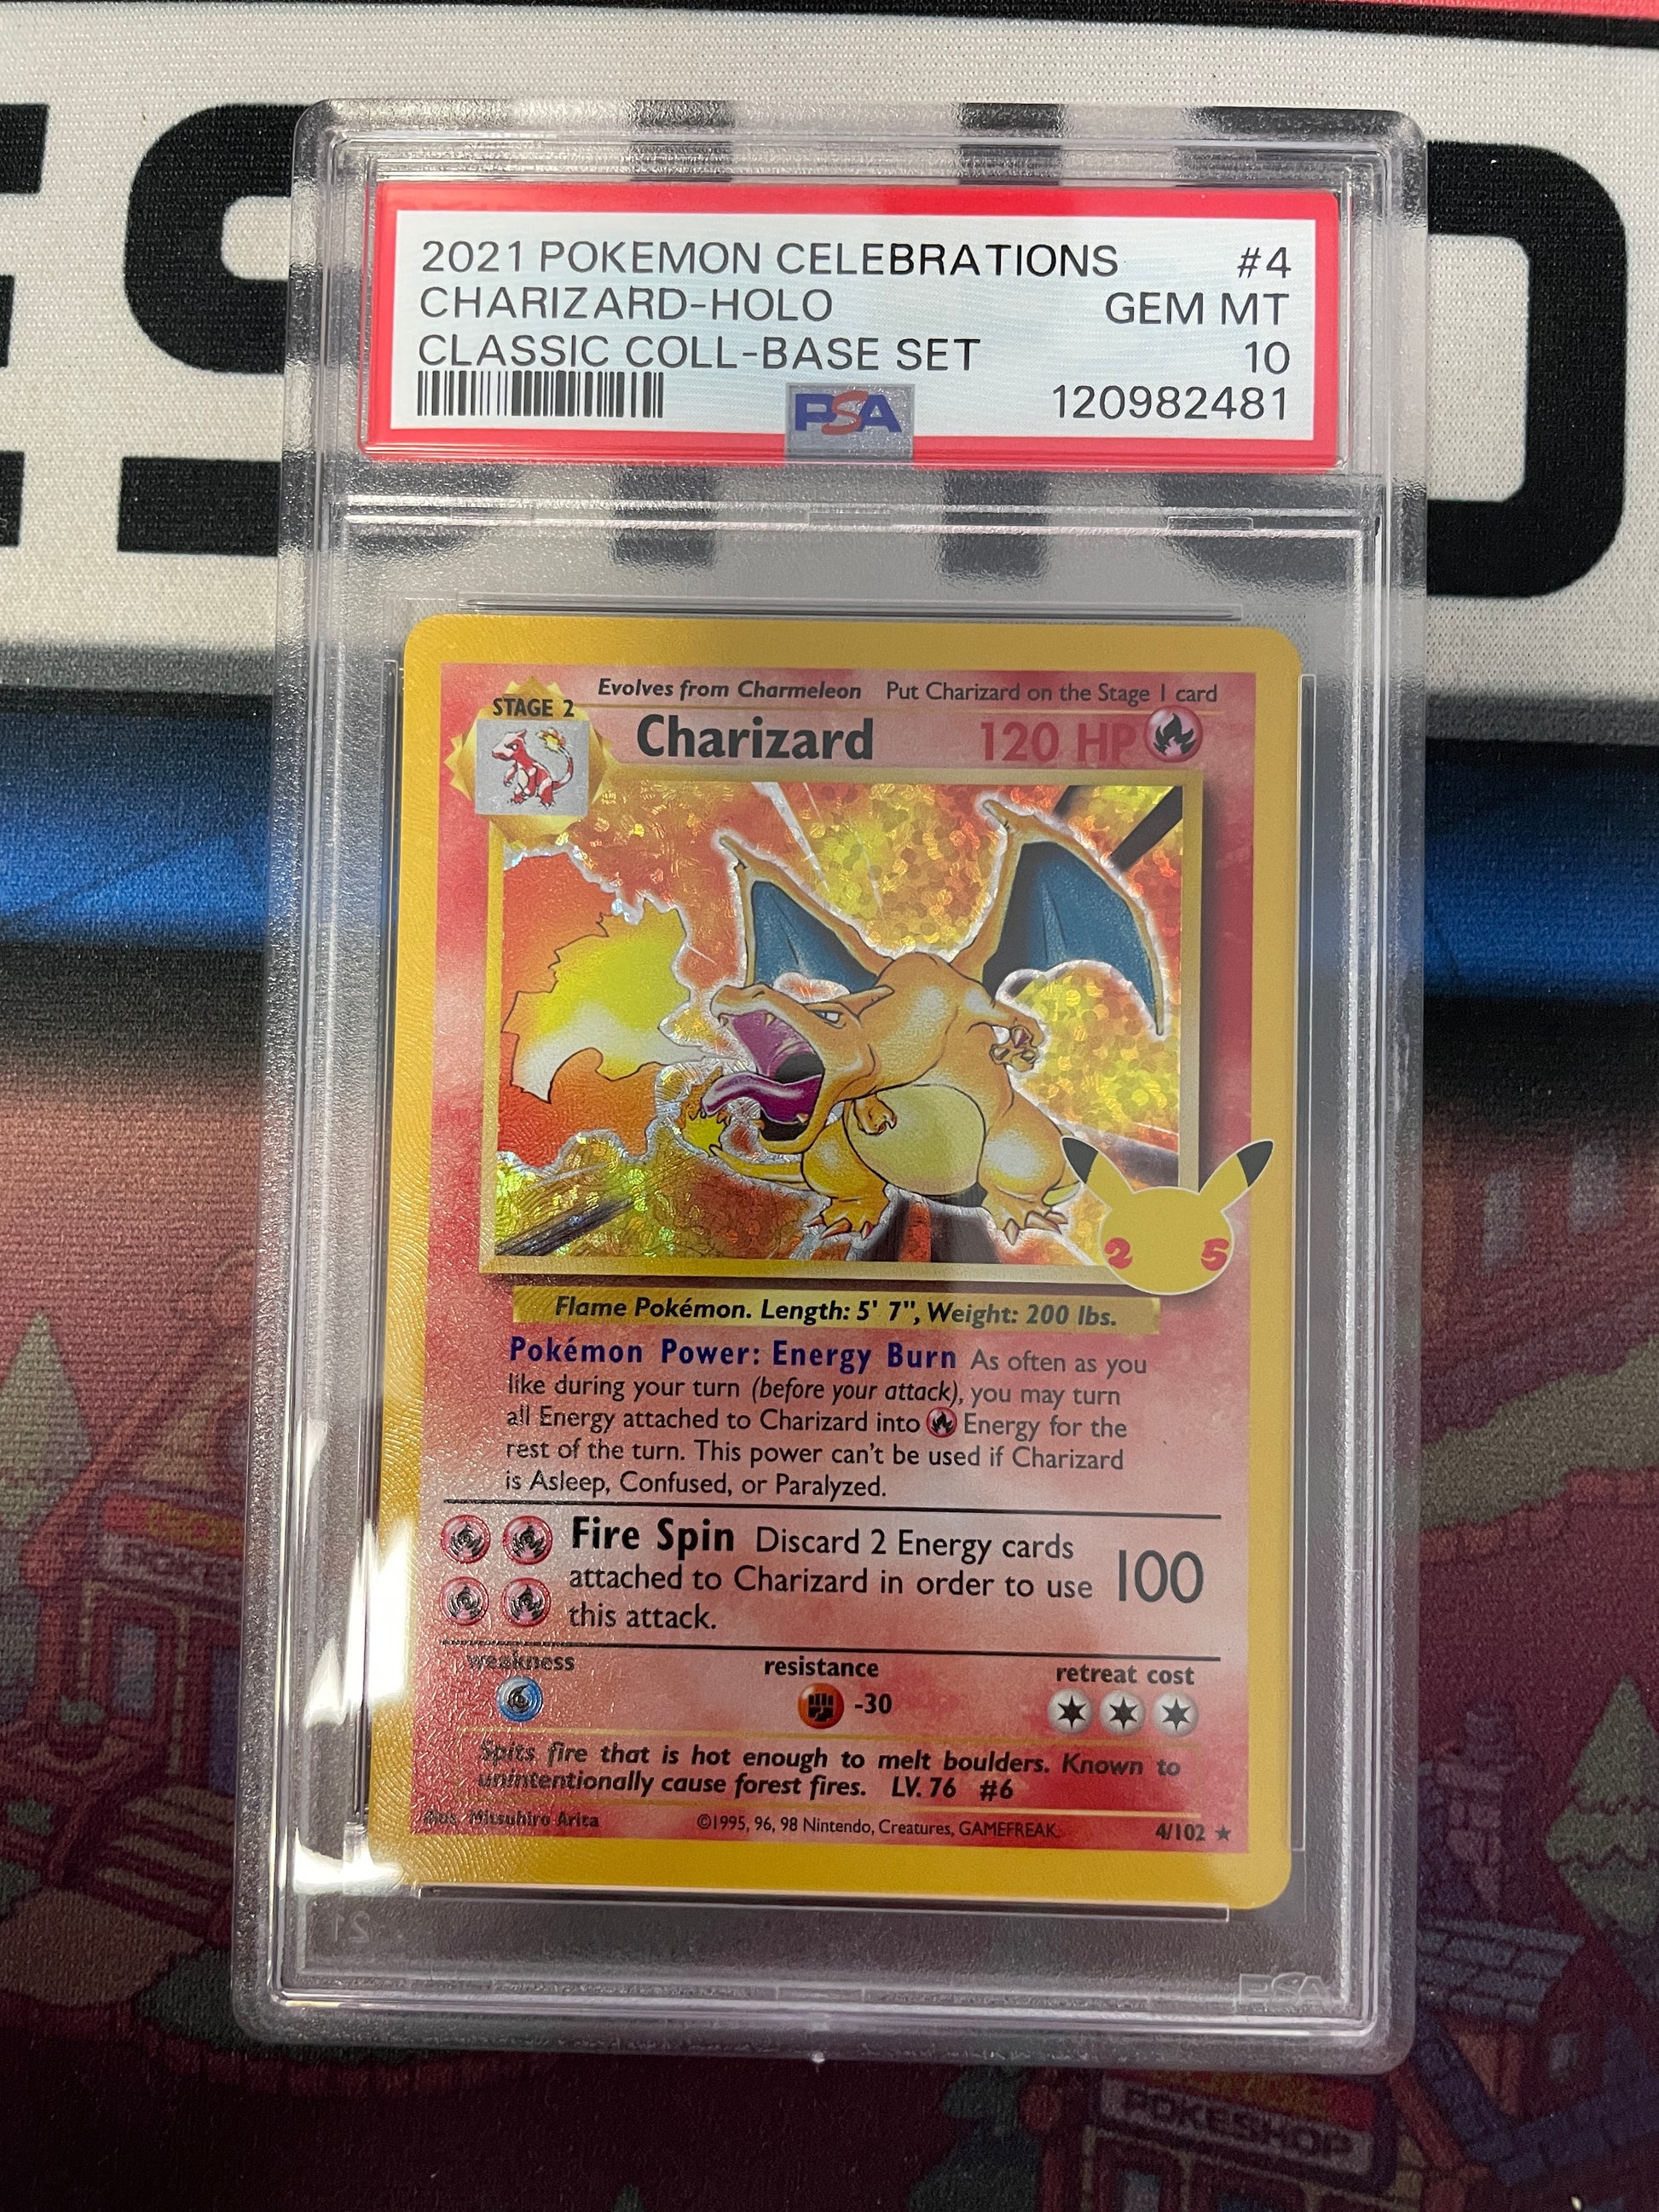 2021 POKEMON CELEBRATIONS #4
CHARIZARD-HOLO GEM MT
CLASSIC COLL-BASE SET 10
PSA 120982481
Evolves from Charmeleon Put Charizard on the Stage 1 card
STAGE 2
Charizard 120 HP
2 5
Flame Pokémon. Length: 5' 7", Weight: 200 lbs.
Pokémon Power: Energy Burn As often as you
like during your turn (before your attack), you may turn
all Energy attached to Charizard into Energy for the
rest of the turn. This power can't be used if Charizard
is Asleep, Confused, or Paralyzed.
Fire Spin Discard 2 Energy cards
attached to Charizard in order to use 100
this attack.
weakness resistance retreat cost
-30
Spits fire that is hot enough to melt boulders. Known to
unintentionally cause forest fires. LV. 76 #6
Illus. Mitsuhiro Arita ©1995, 96, 98 Nintendo, Creatures, GAMEFREAK. 4/102 ★
PSA
POKESHOP